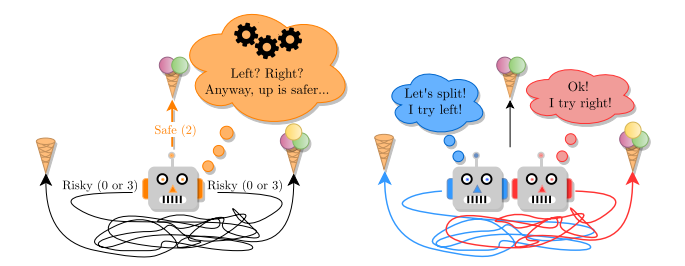 Left? Right?
Anyway, up is safer...
Safe (2)
Risky (0 or 3)
Risky (0 or 3)
Let's split!
I try left!
Ok!
I try right!